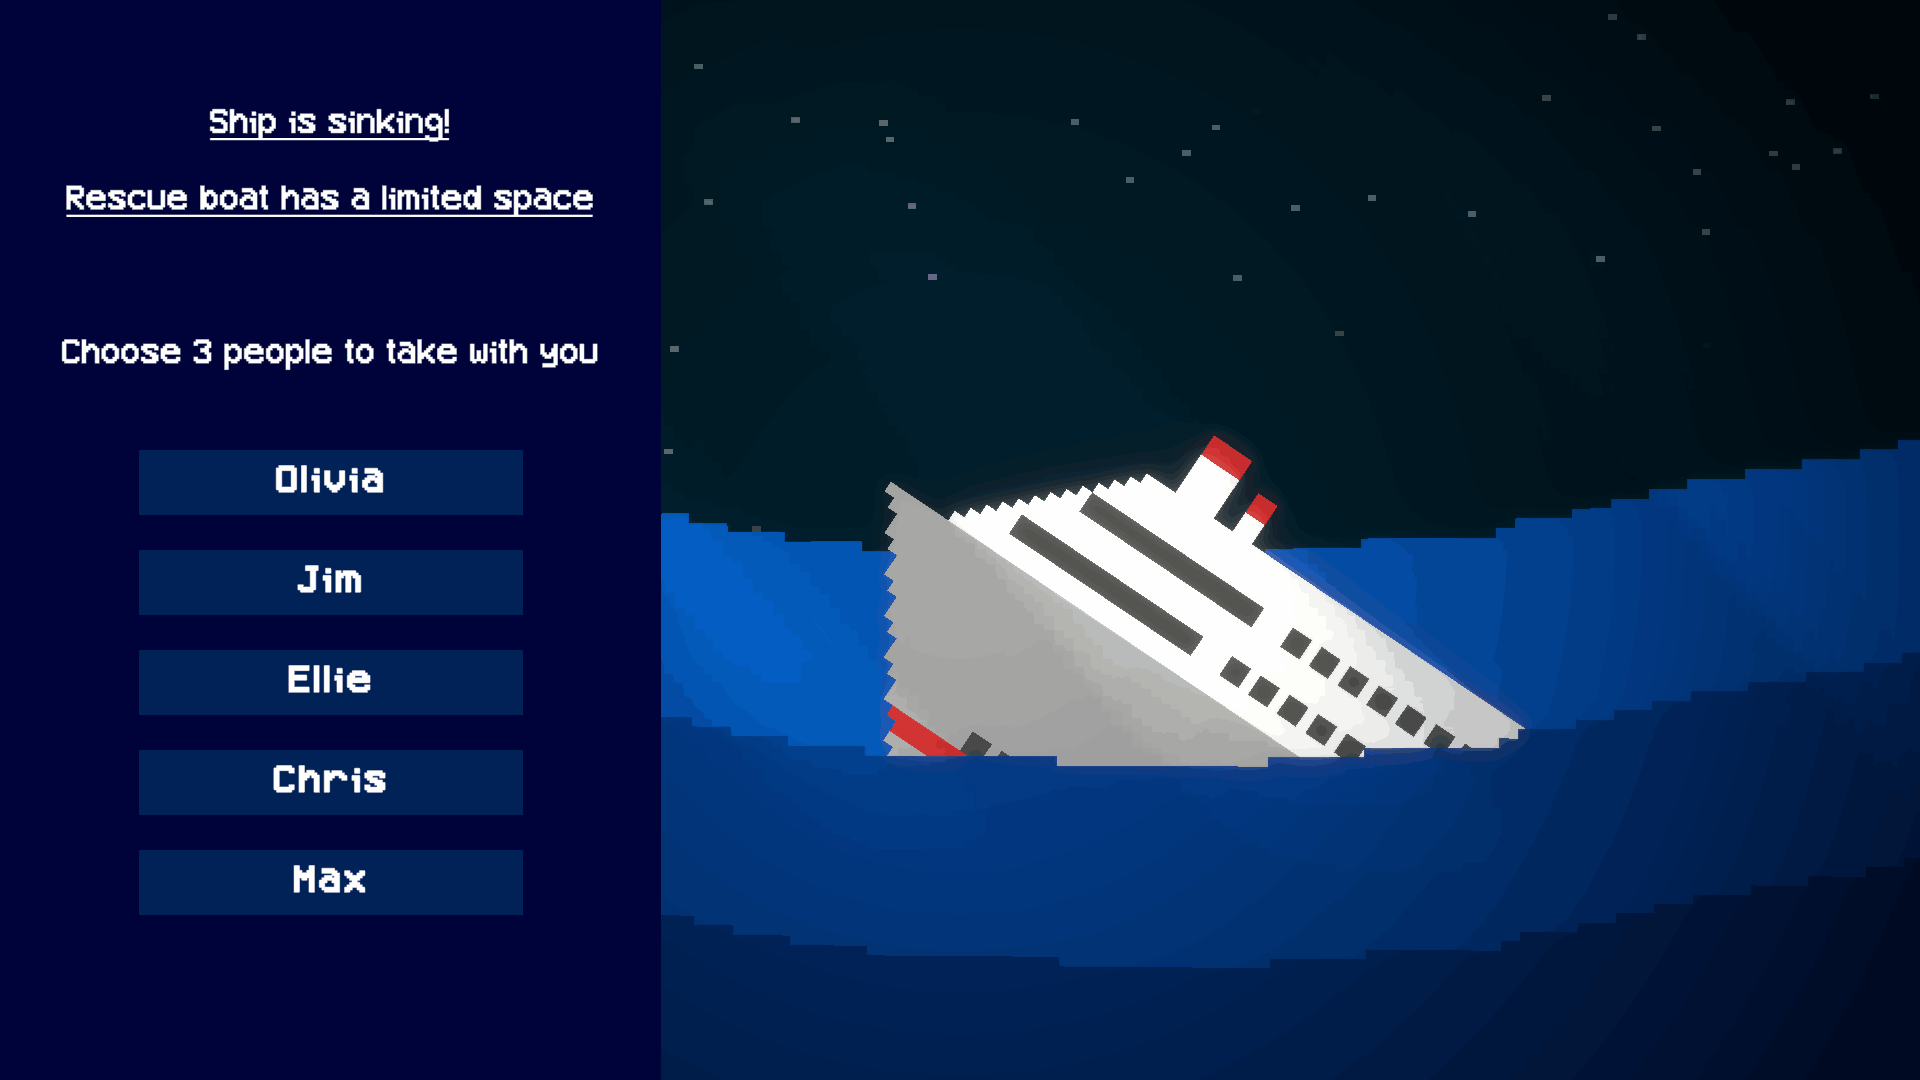 Ship is sinking!
Rescue boat has a limited space
Choose 3 people to take with you
Olivia
Jim
Ellie
Chris
Max